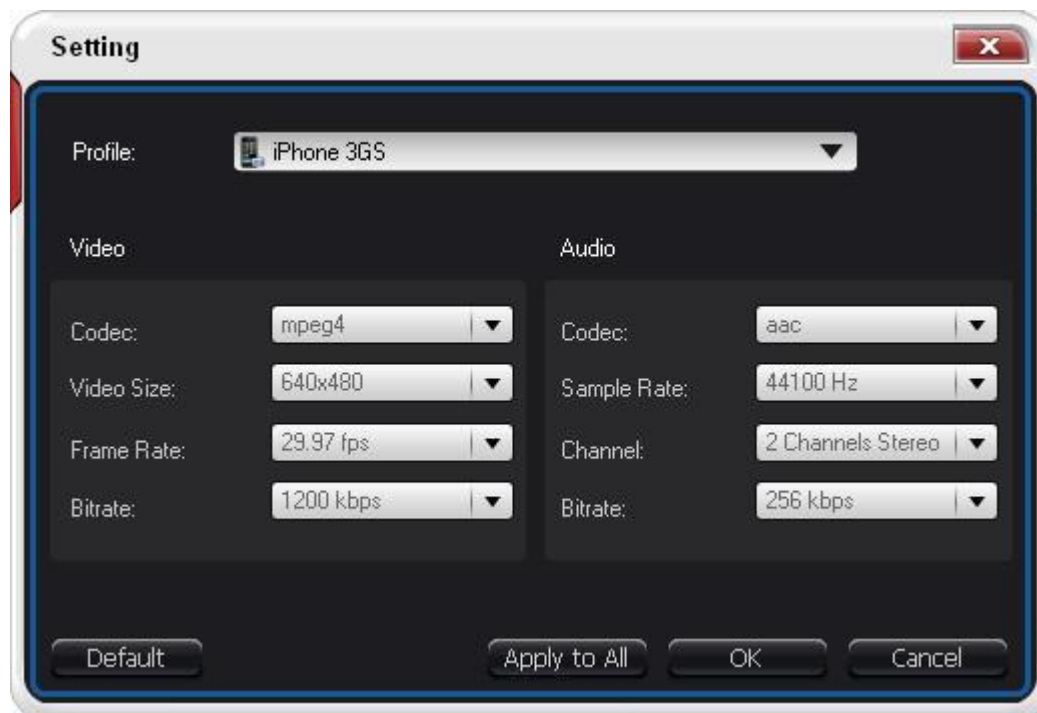 Setting
Profile: iPhone 3GS
Video
Audio
Codec: mpeg4
Video Size: 640x480
Frame Rate: 29.97 fps
Bitrate: 1200 kbps
Codec: aac
Sample Rate: 44100 Hz
Channel: 2 Channels Stereo
Bitrate: 256 kbps
Default
Apply to All
OK
Cancel